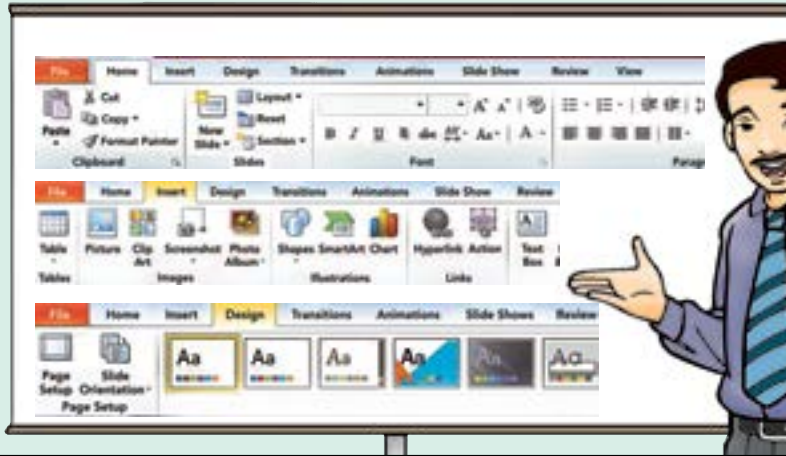 File Home Insert Design Transitions Animations Slide Show Review View
Cut Layout
Copy Reset
Paste Format Painter New Slide Section B I U S abc AV Aa A
Clipboard Slides Font
File Home Insert Design Transitions Animations Slide Show Review
Table Picture Clip Art Screenshot Photo Album Shapes SmartArt Chart Hyperlink Action Text Box
Tables Images Illustrations Links
File Home Insert Design Transitions Animations Slide Shows Review
Aa Aa Aa Aa Aa Aa
Page Setup Slide Orientation
Page Setup